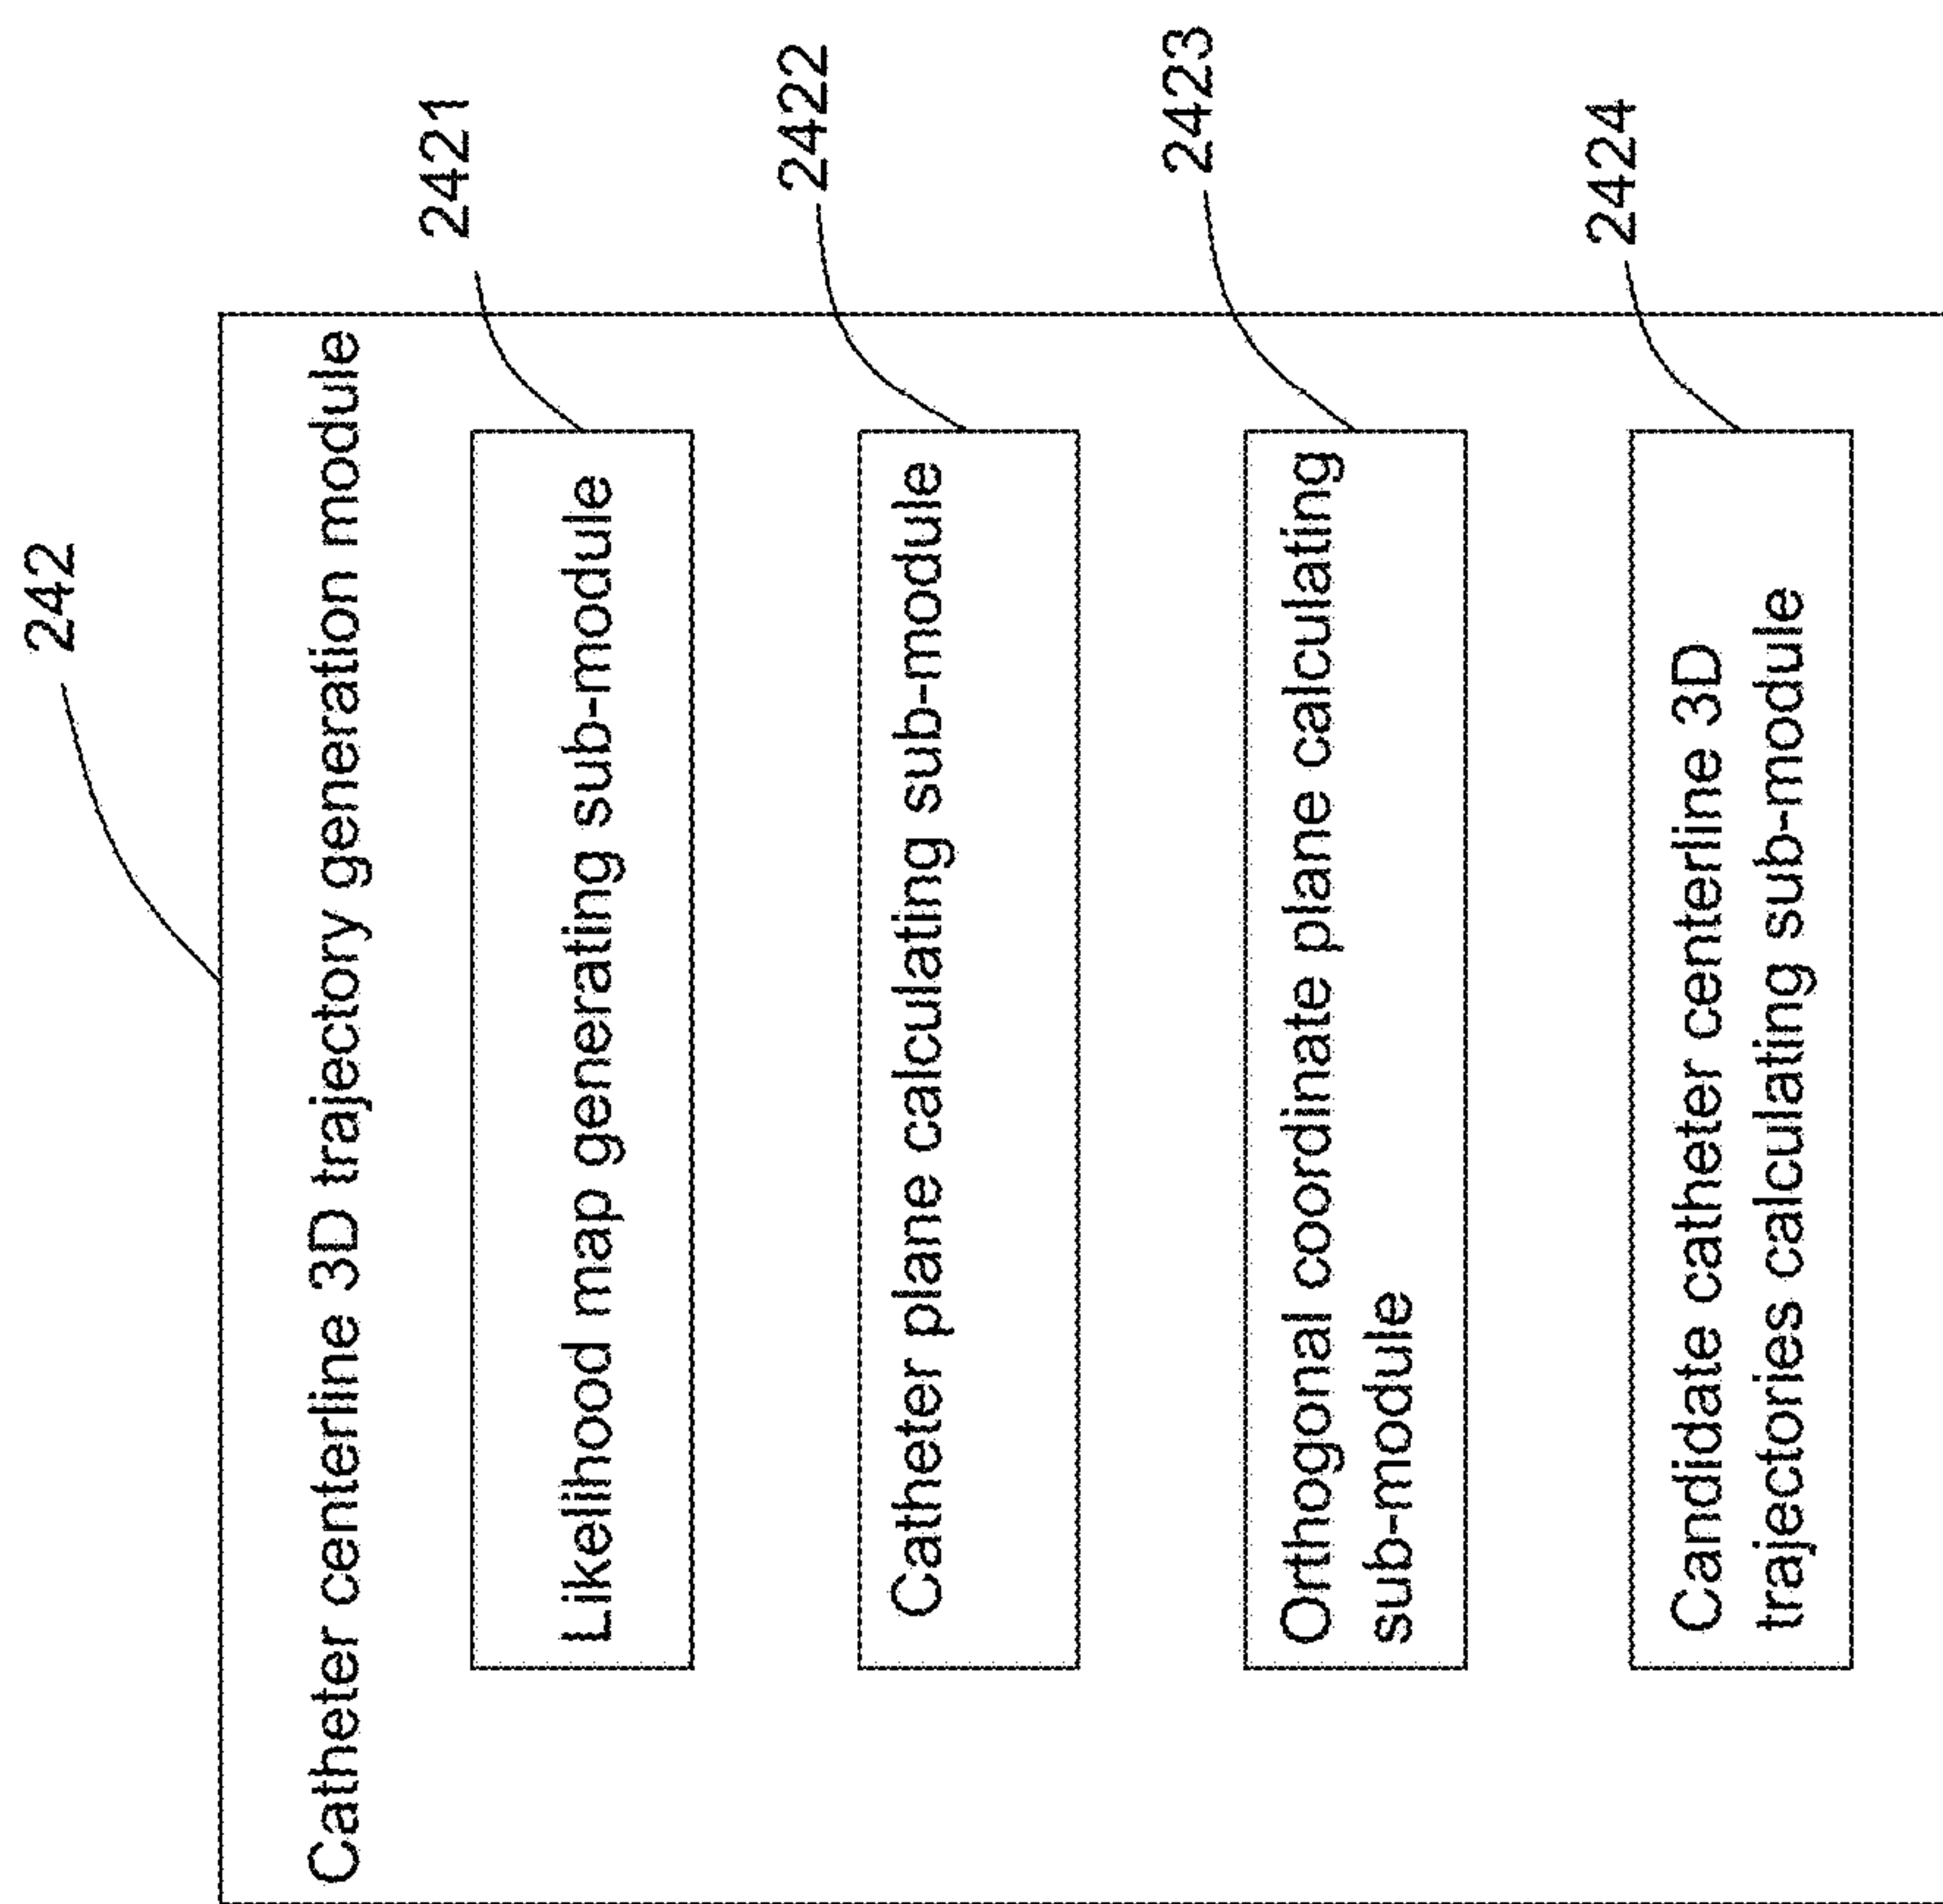 242
Catheter centerline 3D trajectory generation module
2421
Likelihood map generating sub-module
2422
Catheter plane calculating sub-module
2423
Orthogonal coordinate plane calculating
sub-module
2424
Candidate catheter centerline 3D
trajectories calculating sub-module